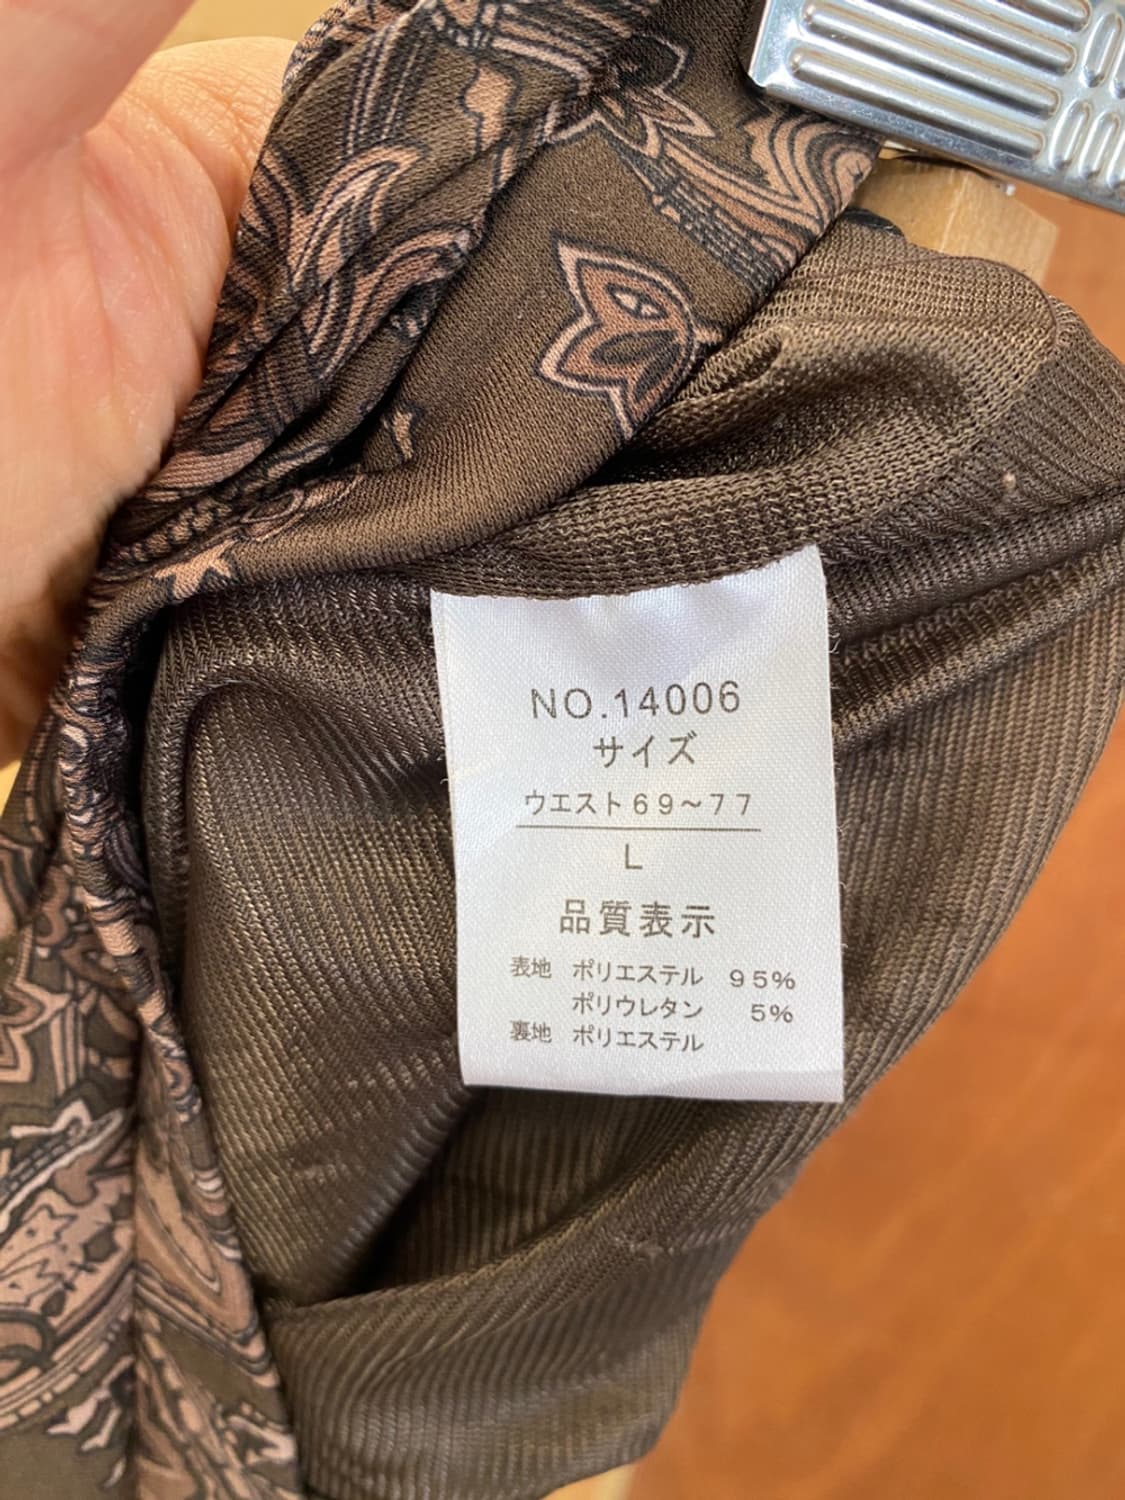 NO.14006
サイズ
ウエスト69〜77
L
品質表示
表地 ポリエステル 95%
ポリウレタン 5%
裏地 ポリエステル